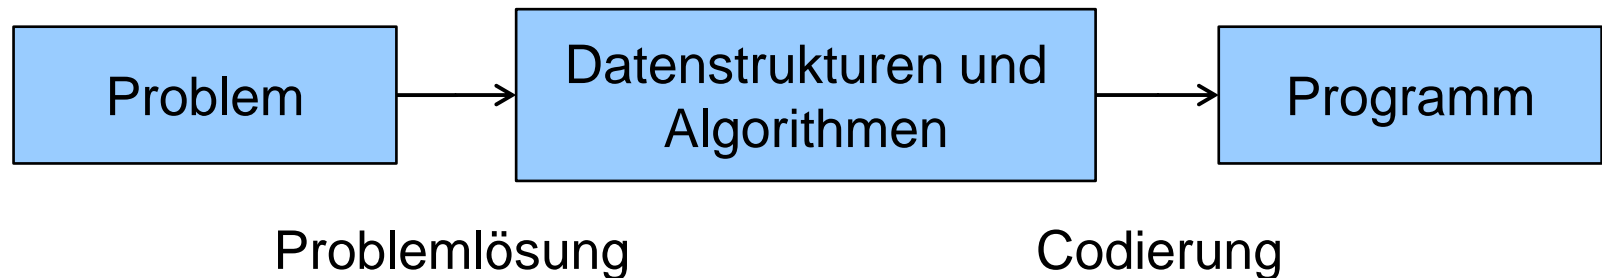 Problem
Datenstrukturen und
Algorithmen
Programm
Problemlösung
Codierung